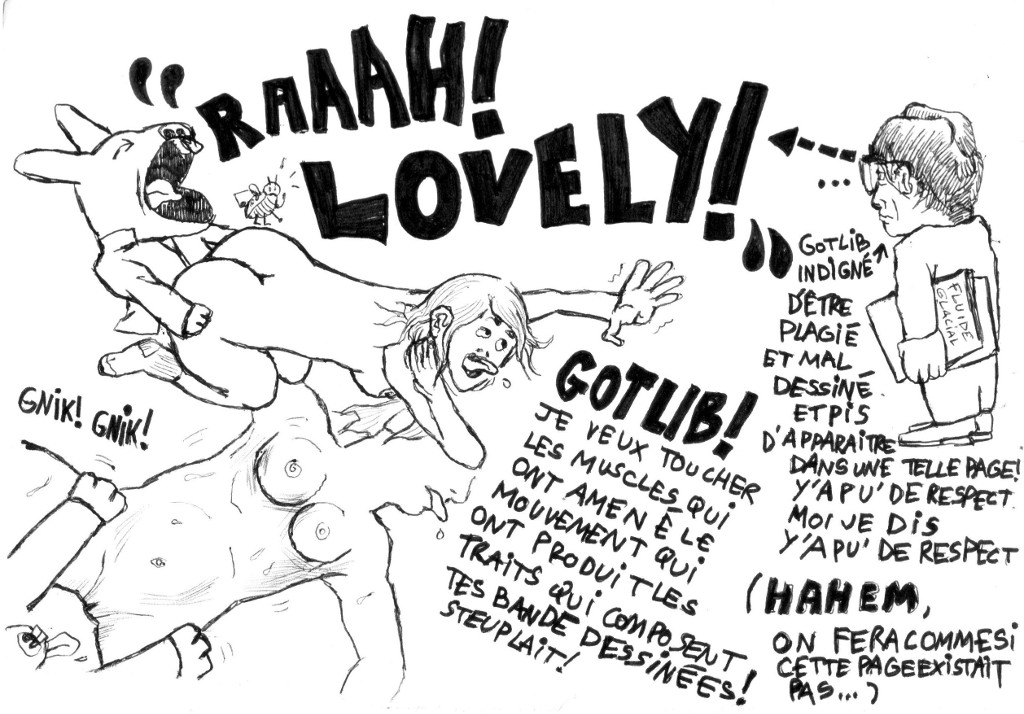 "RAAAH!
LOVELY!"
GOTLIB
INDIGNÉ
D'ÊTRE
PLAGIÉ
ET MAL
DESSINÉ.
ET PIS
D'APPARAITRE
DANS UNE TELLE PAGE!
Y'A PU' DE RESPECT.
MOI JE DIS
Y'A PU' DE RESPECT
FLUIDE
GLACIAL
GNIK! GNIK!
GOTLIB!
JE VEUX TOUCHER
LES MUSCLES QUI
ONT AMENÉ LE
MOUVEMENT QUI
ONT PRODUIT LES
TRAITS QUI COMPOSENT
TES BANDE DESSINÉES!
STEUPLAIT!
(HAHEM,
ON FERA COMME SI
CETTE PAGE EXISTAIT
PAS...)